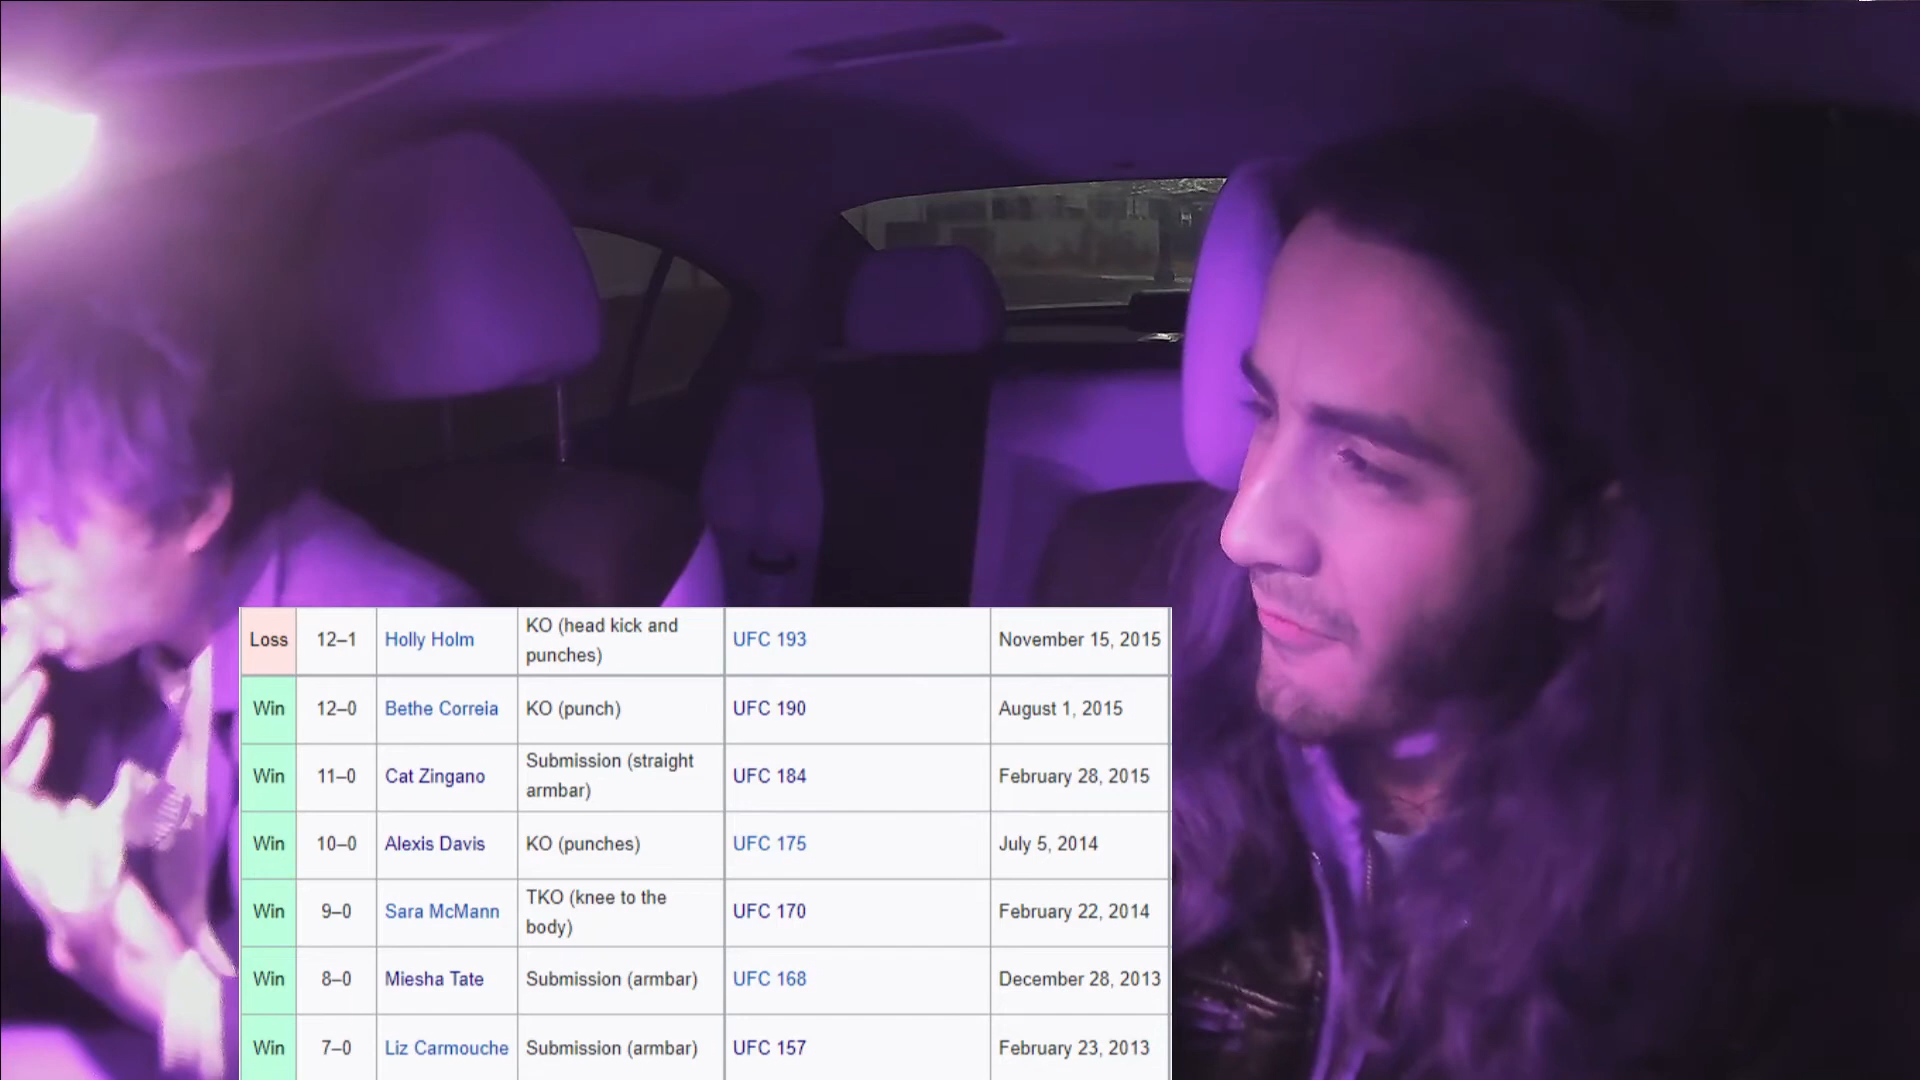 Loss 12–1 Holly Holm KO (head kick and punches) UFC 193 November 15, 2015
Win 12–0 Bethe Correia KO (punch) UFC 190 August 1, 2015
Win 11–0 Cat Zingano Submission (straight armbar) UFC 184 February 28, 2015
Win 10–0 Alexis Davis KO (punches) UFC 175 July 5, 2014
Win 9–0 Sara McMann TKO (knee to the body) UFC 170 February 22, 2014
Win 8–0 Miesha Tate Submission (armbar) UFC 168 December 28, 2013
Win 7–0 Liz Carmouche Submission (armbar) UFC 157 February 23, 2013